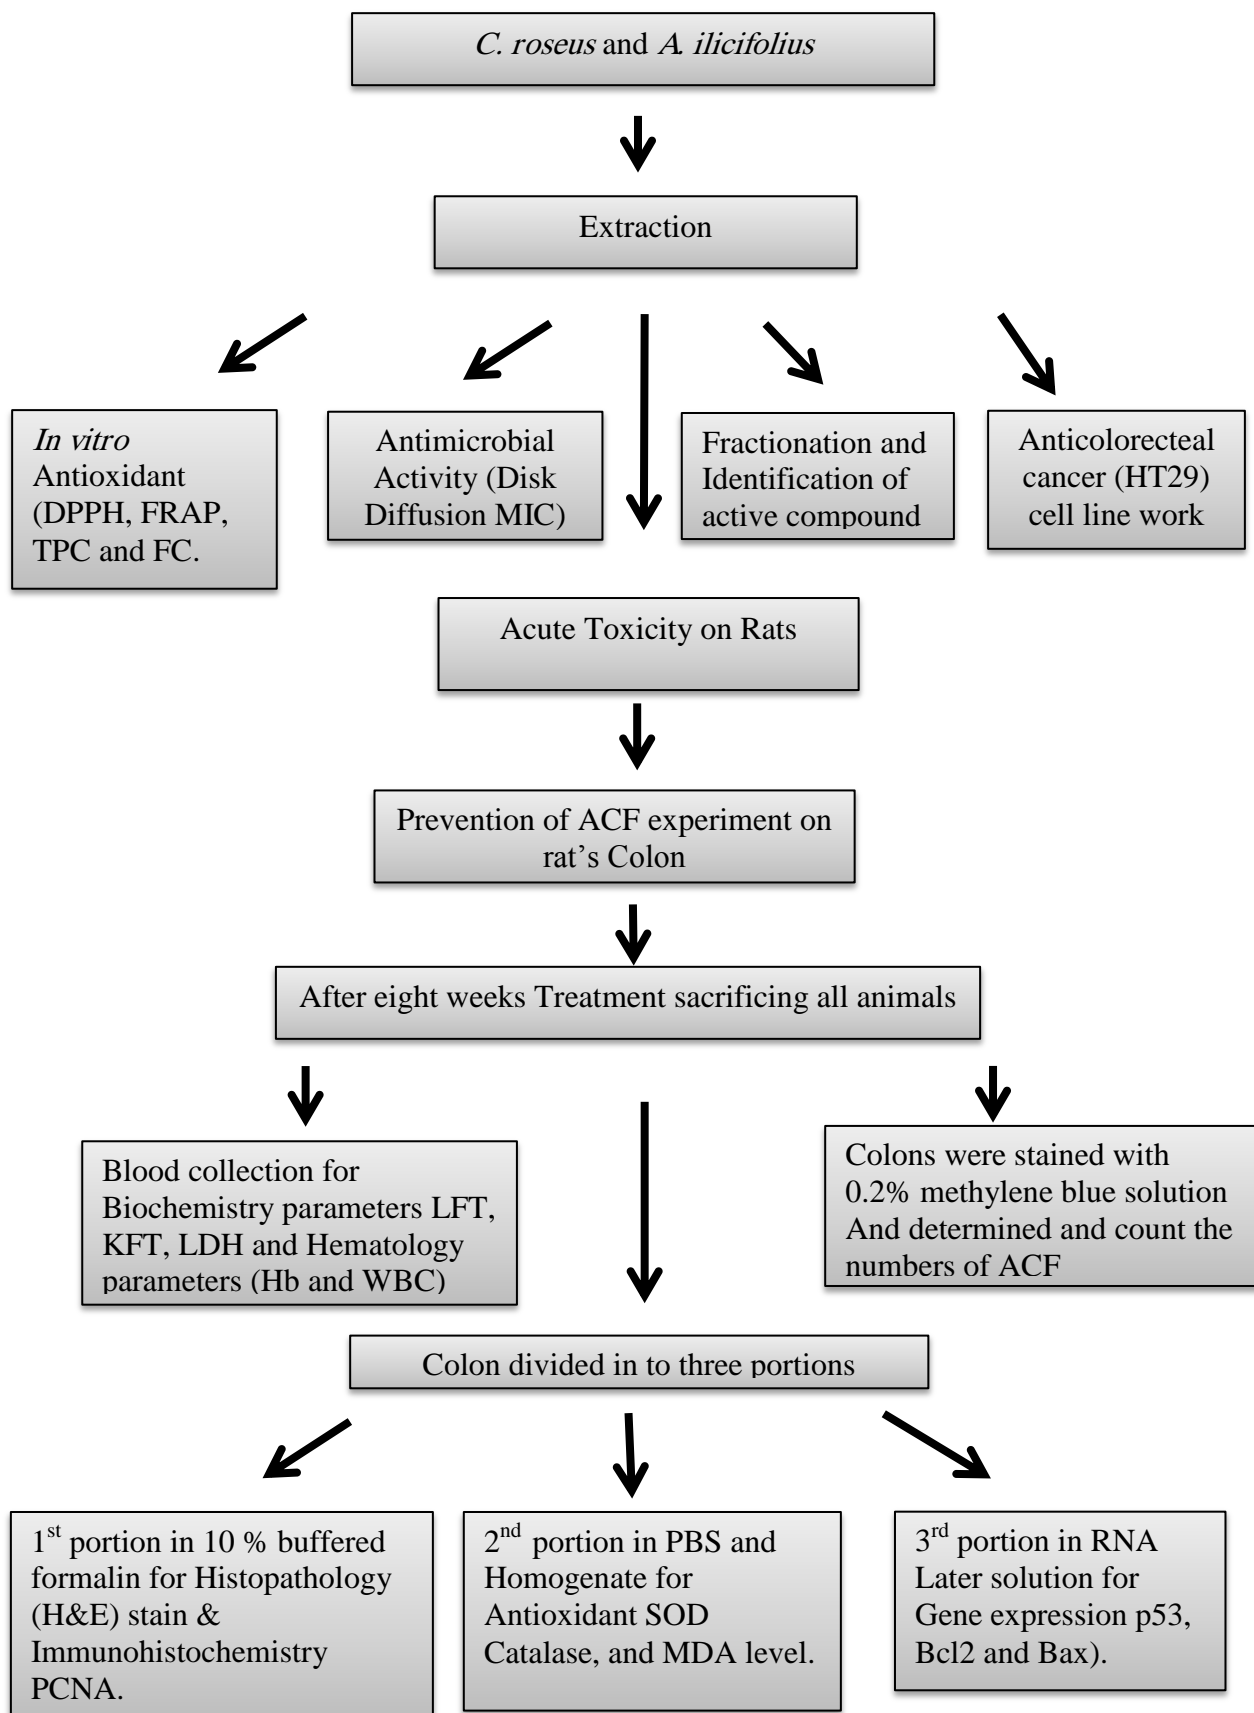 C. roseus and A. ilicifolius
Extraction
In vitro
Antioxidant
(DPPH, FRAP,
TPC and FC.
Antimicrobial
Activity (Disk
Diffusion MIC)
Fractionation and
Identification of
active compound
Anticolorecteal
cancer (HT29)
cell line work
Acute Toxicity on Rats
Prevention of ACF experiment on
rat's Colon
After eight weeks Treatment sacrificing all animals
Blood collection for
Biochemistry parameters LFT,
KFT, LDH and Hematology
parameters (Hb and WBC)
Colons were stained with
0.2% methylene blue solution
And determined and count the
numbers of ACF
Colon divided in to three portions
1st portion in 10 % buffered
formalin for Histopathology
(H&E) stain &
Immunohistochemistry
PCNA.
2nd portion in PBS and
Homogenate for
Antioxidant SOD
Catalase, and MDA level.
3rd portion in RNA
Later solution for
Gene expression p53,
Bcl2 and Bax).